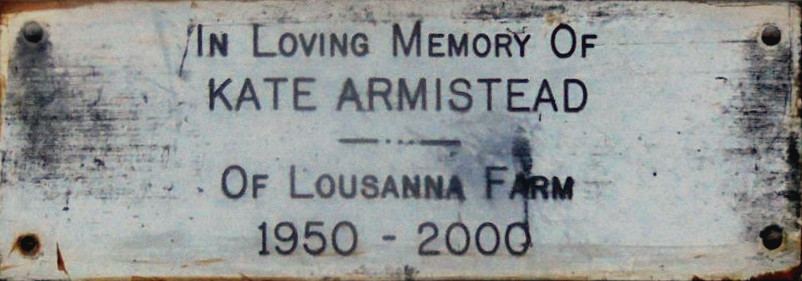 In Loving Memory Of
KATE ARMISTEAD
Of Lousanna Farm
1950 - 2000